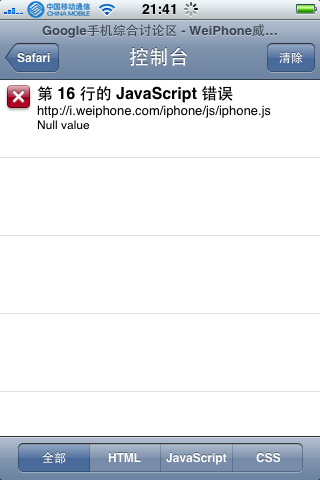 中国移动通信
CHINA MOBILE
21:41
Google手机综合讨论区 - WeiPhone威...
Safari
控制台
清除
第 16 行的 JavaScript 错误
http://i.weiphone.com/iphone/js/iphone.js
Null value
全部
HTML
JavaScript
CSS